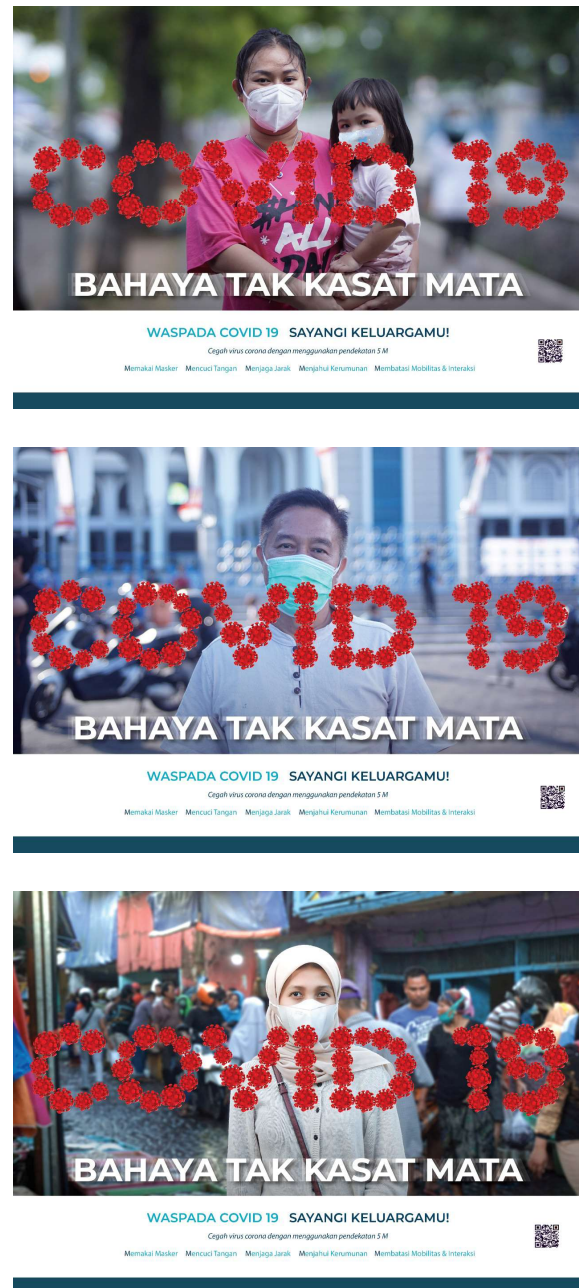 COVID 19
BAHAYA TAK KASAT MATA
WASPADA COVID 19 SAYANGI KELUARGAMU!
Cegah virus corona dengan menggunakan pendekatan 5 M
Memakai Masker Mencuci Tangan Menjaga Jarak Menjahui Kerumunan Membatasi Mobilitas & Interaksi
COVID 19
BAHAYA TAK KASAT MATA
WASPADA COVID 19 SAYANGI KELUARGAMU!
Cegah virus corona dengan menggunakan pendekatan 5 M
Memakai Masker Mencuci Tangan Menjaga Jarak Menjahui Kerumunan Membatasi Mobilitas & Interaksi
COVID 19
BAHAYA TAK KASAT MATA
WASPADA COVID 19 SAYANGI KELUARGAMU!
Cegah virus corona dengan menggunakan pendekatan 5 M
Memakai Masker Mencuci Tangan Menjaga Jarak Menjahui Kerumunan Membatasi Mobilitas & Interaksi